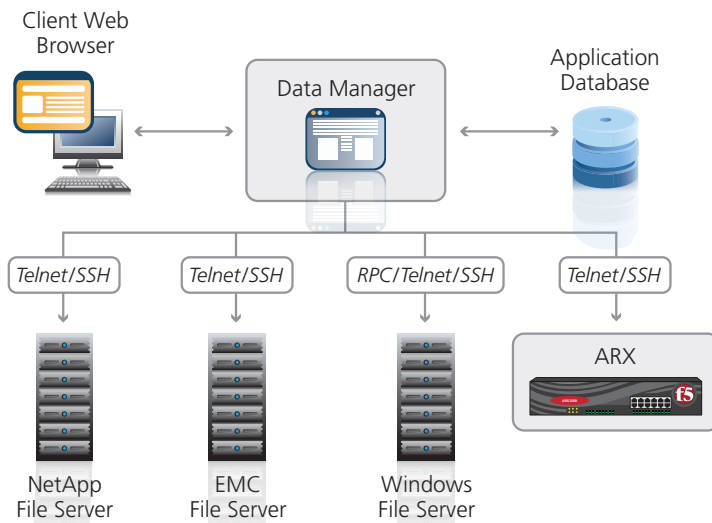 Client Web
Browser
Data Manager
Application
Database
Telnet/SSH
Telnet/SSH
RPC/Telnet/SSH
Telnet/SSH
ARX
f5
NetApp
File Server
EMC
File Server
Windows
File Server